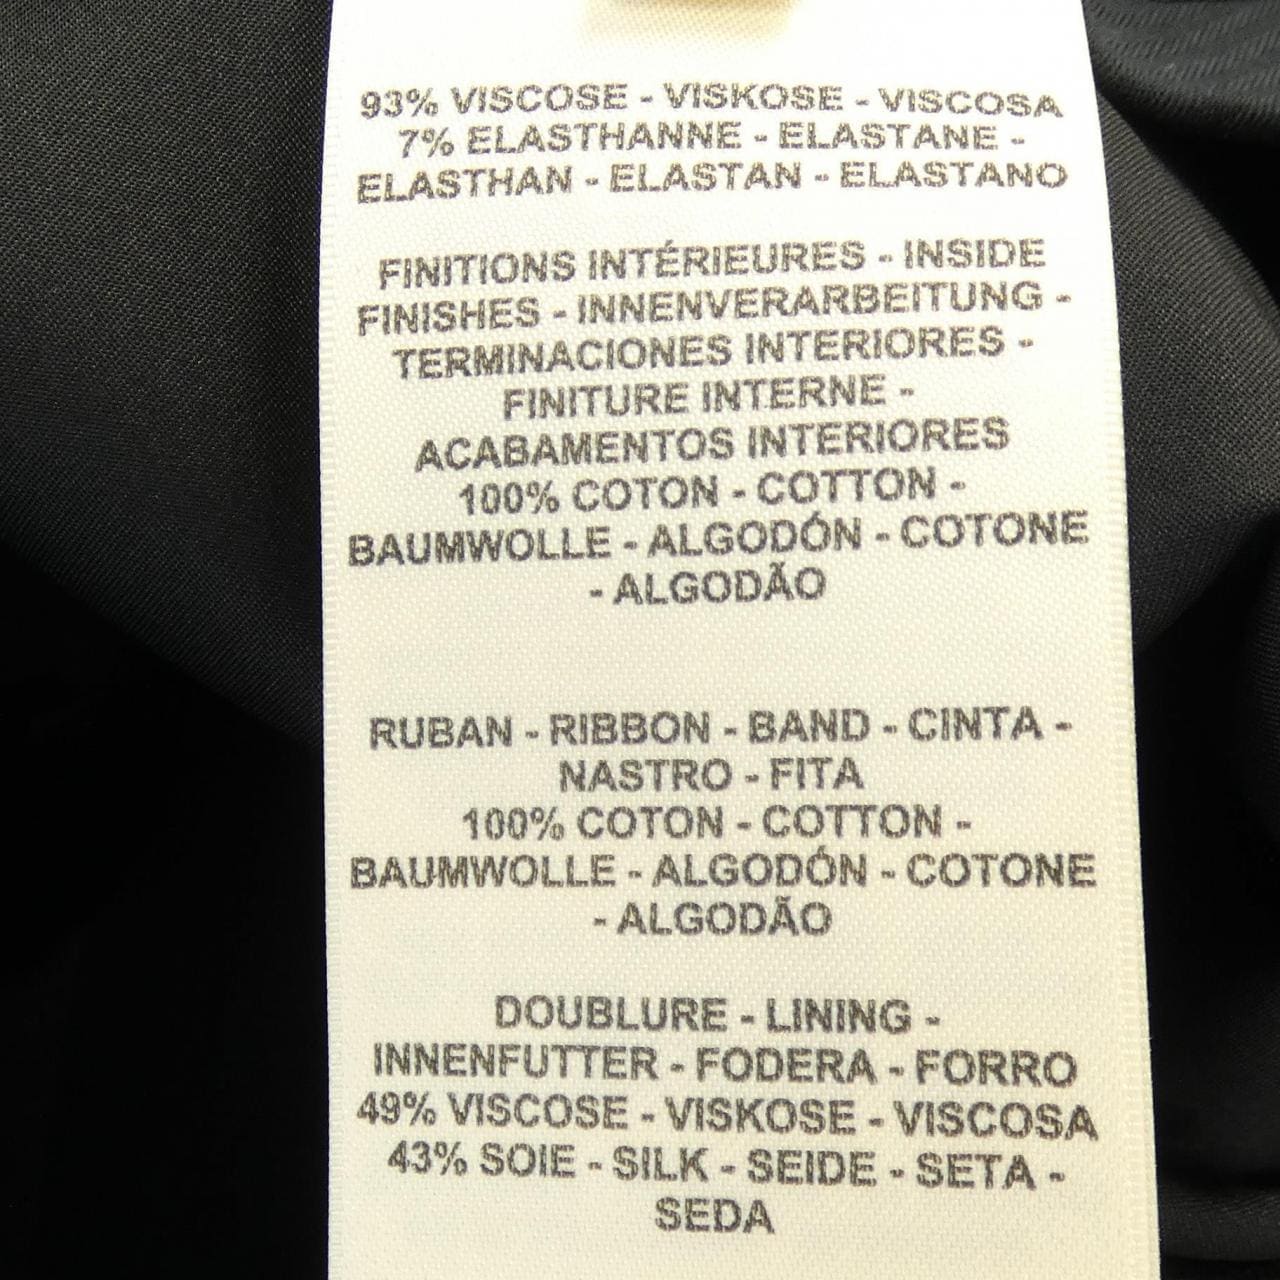 93% VISCOSE - VISKOSE - VISCOSA
7% ELASTHANNE - ELASTANE -
ELASTHAN - ELASTAN - ELASTANO
FINITIONS INTÉRIEURES - INSIDE
FINISHES - INNENVERARBEITUNG -
TERMINACIONES INTERIORES -
FINITURE INTERNE -
ACABAMENTOS INTERIORES
100% COTON - COTTON -
BAUMWOLLE - ALGODÓN - COTONE
- ALGODÃO
RUBAN - RIBBON - BAND - CINTA -
NASTRO - FITA
100% COTON - COTTON -
BAUMWOLLE - ALGODÓN - COTONE
- ALGODÃO
DOUBLURE - LINING -
INNENFUTTER - FODERA - FORRO
49% VISCOSE - VISKOSE - VISCOSA
43% SOIE - SILK - SEIDE - SETA -
SEDA